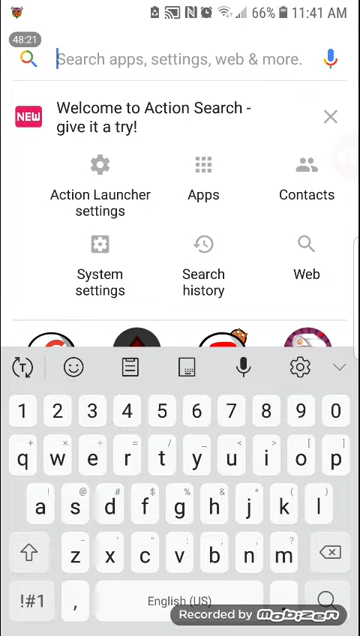 66% 11:41 AM
48:21
Search apps, settings, web & more.
NEW
Welcome to Action Search -
give it a try!
Action Launcher
settings
Apps
Contacts
System
settings
Search
history
Web
T
1 2 3 4 5 6 7 8 9 0
+ × ÷ = / _ < > [ ]
q w e r t y u i o p
! @ # $ % ^ & * ( )
a s d f g h j k l
- ' " : ; , ?
z x c v b n m
!#1 , English (US)
Recorded by mobizen